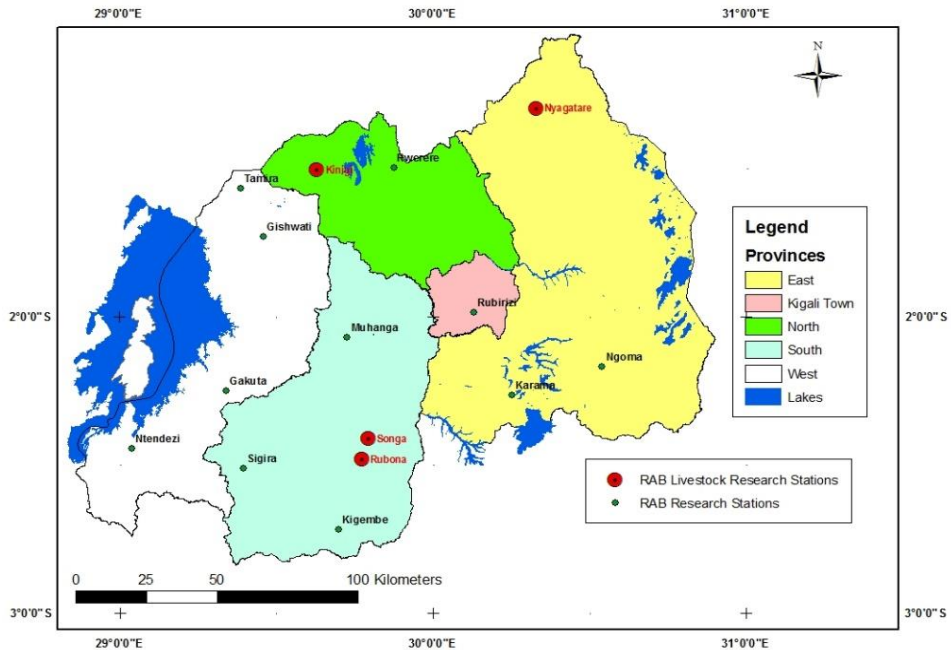 29°0'0"E 30°0'0"E 31°0'0"E
N
Nyagatare
Rwerere
Kinjgi
Tamira
Gishwati
Legend
Provinces
East
Kigali Town
North
South
West
Lakes
Rubirizi
2°0'0"S 2°0'0"S
Muhanga
Ngoma
Gakuta
Karama
Songa
Ntendezi
Rubona
Sigira
RAB Livestock Research Stations
RAB Research Stations
Kigembe
0 25 50 100 Kilometers
3°0'0"S 3°0'0"S
29°0'0"E 30°0'0"E 31°0'0"E